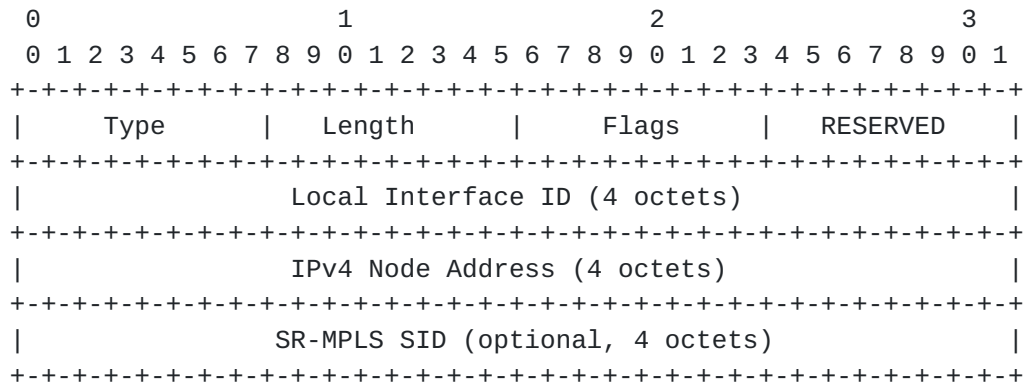 0                   1                   2                   3
 0 1 2 3 4 5 6 7 8 9 0 1 2 3 4 5 6 7 8 9 0 1 2 3 4 5 6 7 8 9 0 1
+-+-+-+-+-+-+-+-+-+-+-+-+-+-+-+-+-+-+-+-+-+-+-+-+-+-+-+-+-+-+-+-+
|     Type      |   Length      |     Flags     |   RESERVED    |
+-+-+-+-+-+-+-+-+-+-+-+-+-+-+-+-+-+-+-+-+-+-+-+-+-+-+-+-+-+-+-+-+
|                 Local Interface ID (4 octets)                 |
+-+-+-+-+-+-+-+-+-+-+-+-+-+-+-+-+-+-+-+-+-+-+-+-+-+-+-+-+-+-+-+-+
|                 IPv4 Node Address (4 octets)                  |
+-+-+-+-+-+-+-+-+-+-+-+-+-+-+-+-+-+-+-+-+-+-+-+-+-+-+-+-+-+-+-+-+
|                SR-MPLS SID (optional, 4 octets)               |
+-+-+-+-+-+-+-+-+-+-+-+-+-+-+-+-+-+-+-+-+-+-+-+-+-+-+-+-+-+-+-+-+